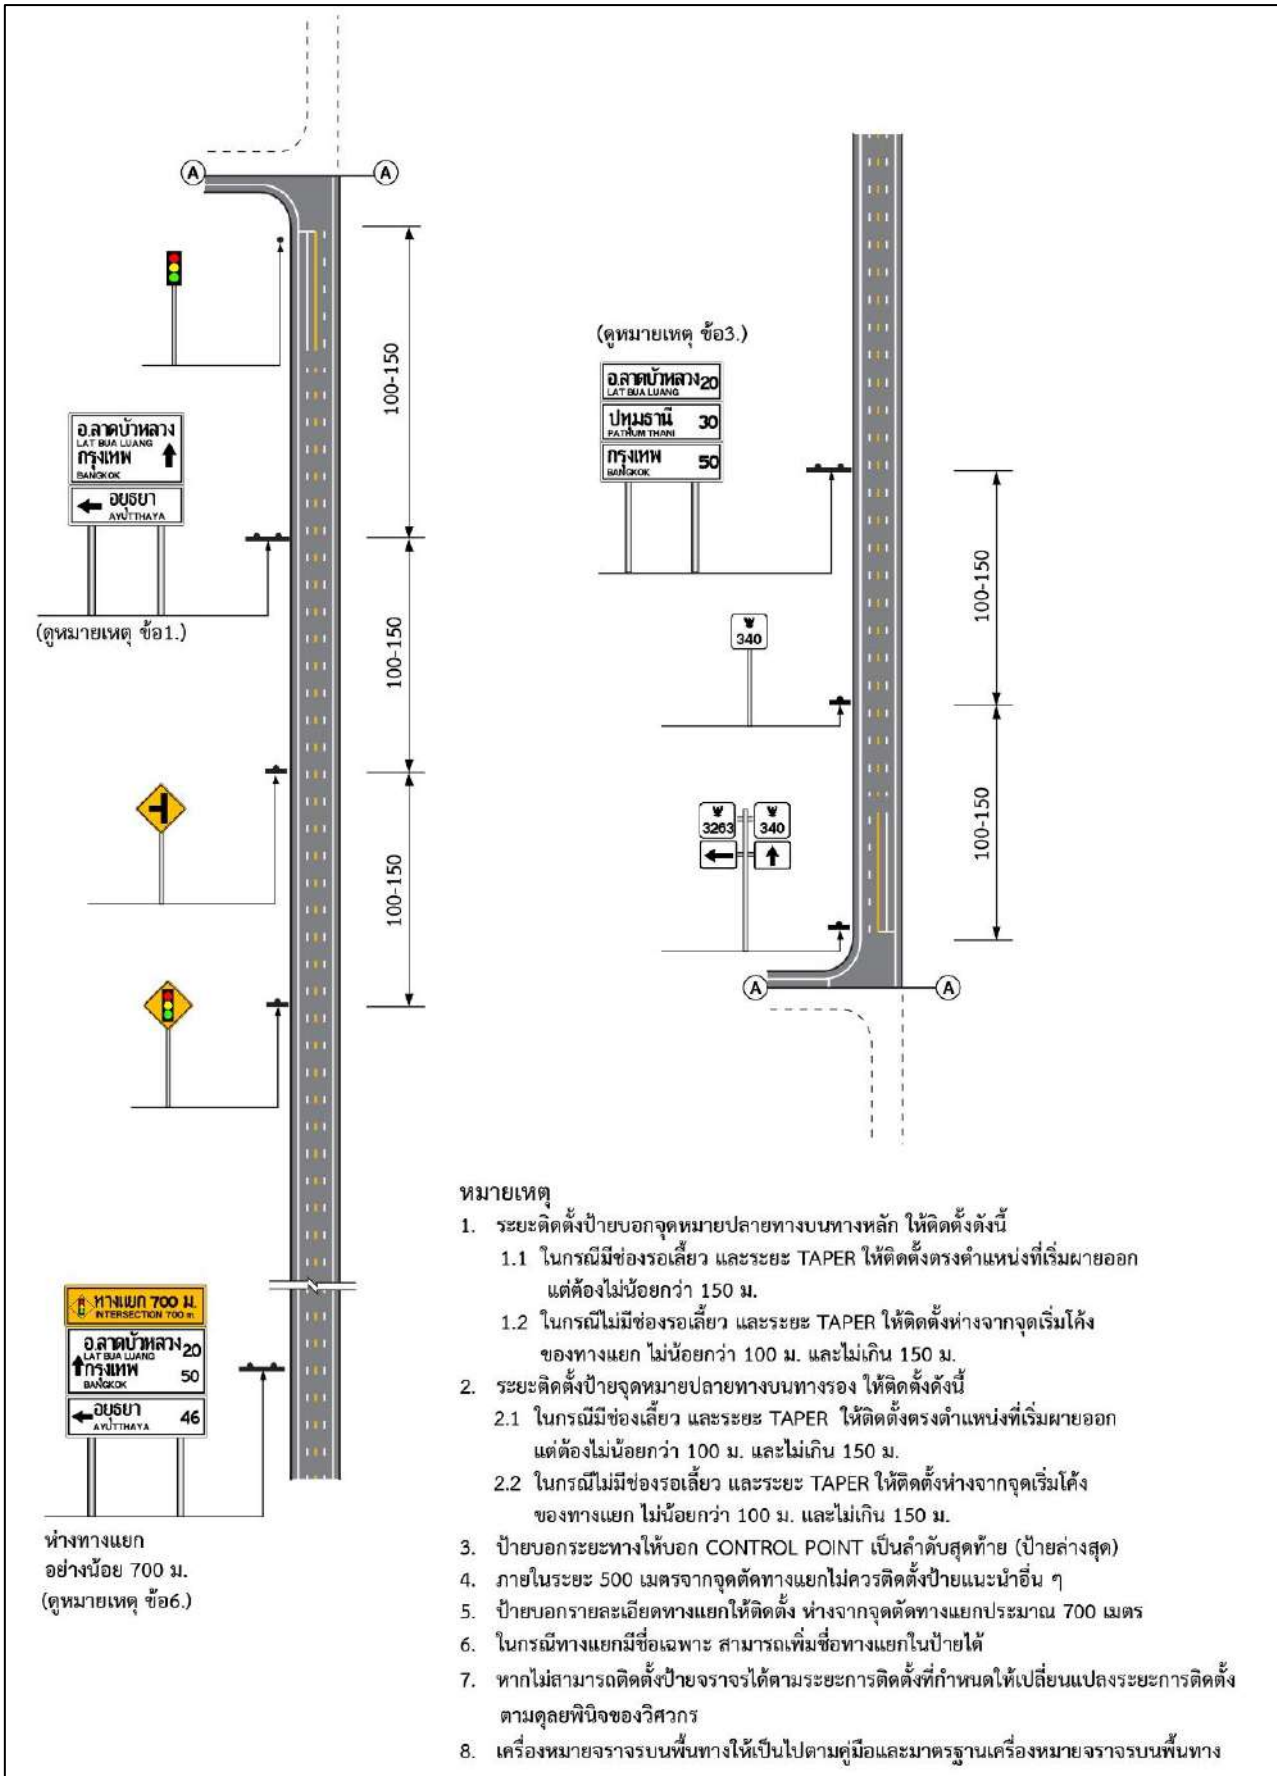 A
A
100-150
(ดูหมายเหตุ ข้อ3.)
อ.ลาดบัวหลวง 20
LAT BUA LUANG
ปทุมธานี 30
PATHUM THANI
กรุงเทพ 50
BANGKOK
อ.ลาดบัวหลวง
LAT BUA LUANG
กรุงเทพ
BANGKOK
อยุธยา
AYUTTHAYA
(ดูหมายเหตุ ข้อ1.)
100-150
100-150
340
100-150
3263 340
100-150
100-150
A
A
ทางแยก 700 ม.
INTERSECTION 700 m
อ.ลาดบัวหลวง 20
LAT BUA LUANG
กรุงเทพ 50
BANGKOK
อยุธยา 46
AYUTTHAYA
ห่างทางแยก
อย่างน้อย 700 ม.
(ดูหมายเหตุ ข้อ6.)
หมายเหตุ
1. ระยะติดตั้งป้ายบอกจุดหมายปลายทางบนทางหลัก ให้ติดตั้งดังนี้
1.1 ในกรณีมีช่องรอเลี้ยว และระยะ TAPER ให้ติดตั้งตรงตำแหน่งที่เริ่มผายออก
แต่ต้องไม่น้อยกว่า 150 ม.
1.2 ในกรณีไม่มีช่องรอเลี้ยว และระยะ TAPER ให้ติดตั้งห่างจากจุดเริ่มโค้ง
ของทางแยก ไม่น้อยกว่า 100 ม. และไม่เกิน 150 ม.
2. ระยะติดตั้งป้ายจุดหมายปลายทางบนทางรอง ให้ติดตั้งดังนี้
2.1 ในกรณีมีช่องเลี้ยว และระยะ TAPER ให้ติดตั้งตรงตำแหน่งที่เริ่มผายออก
แต่ต้องไม่น้อยกว่า 100 ม. และไม่เกิน 150 ม.
2.2 ในกรณีไม่มีช่องรอเลี้ยว และระยะ TAPER ให้ติดตั้งห่างจากจุดเริ่มโค้ง
ของทางแยก ไม่น้อยกว่า 100 ม. และไม่เกิน 150 ม.
3. ป้ายบอกระยะทางให้บอก CONTROL POINT เป็นลำดับสุดท้าย (ป้ายล่างสุด)
4. ภายในระยะ 500 เมตรจากจุดตัดทางแยกไม่ควรติดตั้งป้ายแนะนำอื่น ๆ
5. ป้ายบอกรายละเอียดทางแยกให้ติดตั้ง ห่างจากจุดตัดทางแยกประมาณ 700 เมตร
6. ในกรณีทางแยกมีชื่อเฉพาะ สามารถเพิ่มชื่อทางแยกในป้ายได้
7. หากไม่สามารถติดตั้งป้ายจราจรได้ตามระยะการติดตั้งที่กำหนดให้เปลี่ยนแปลงระยะการติดตั้ง
ตามดุลยพินิจของวิศวกร
8. เครื่องหมายจราจรบนพื้นทางให้เป็นไปตามคู่มือและมาตรฐานเครื่องหมายจราจรบนพื้นทาง